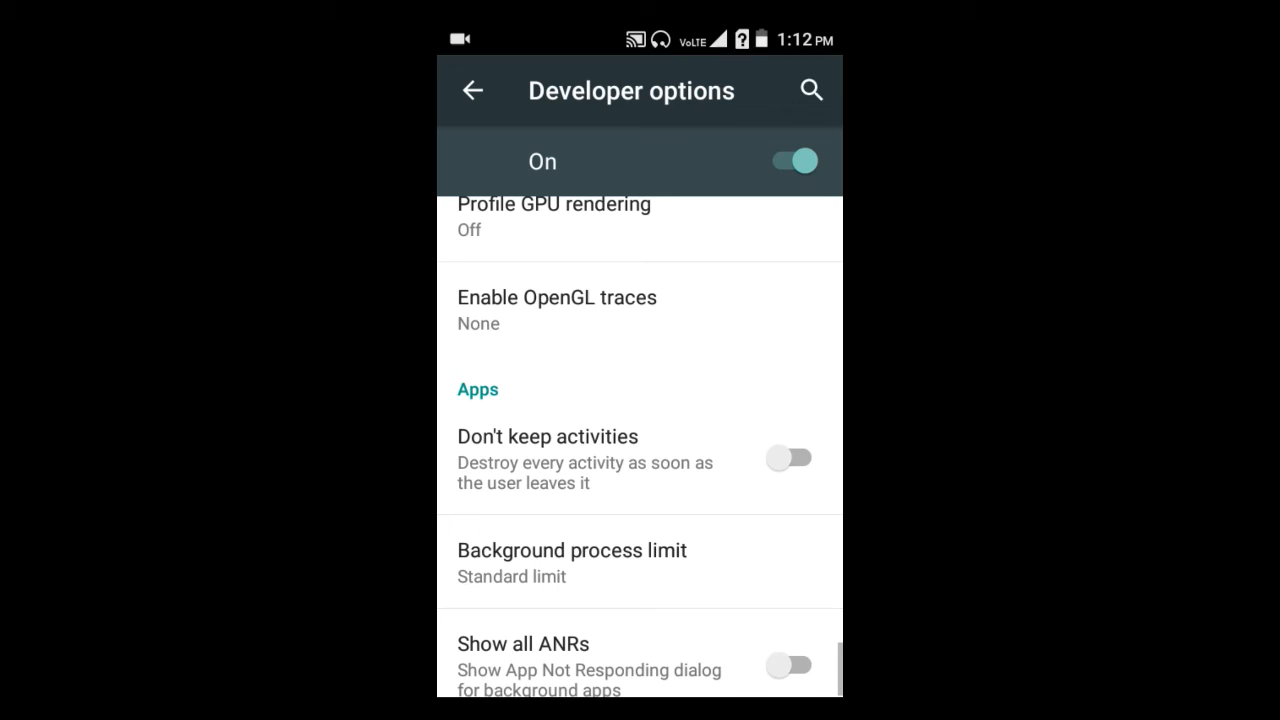 VoLTE ? 1:12 PM
Developer options
On
Profile GPU rendering
Off
Enable OpenGL traces
None
Apps
Don't keep activities
Destroy every activity as soon as
the user leaves it
Background process limit
Standard limit
Show all ANRs
Show App Not Responding dialog
for background apps